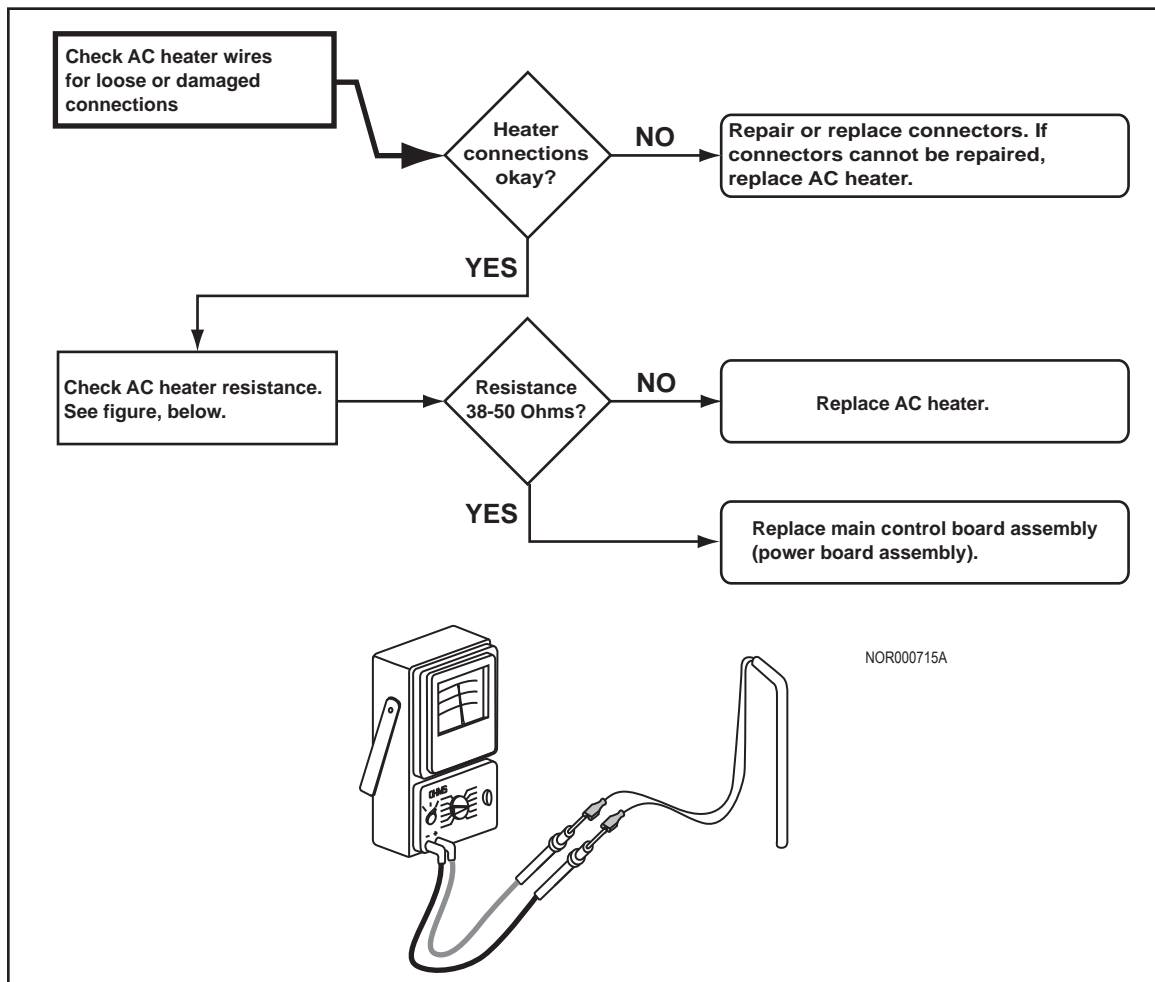 Check AC heater wires
for loose or damaged
connections
Heater
connections
okay?
NO
Repair or replace connectors. If
connectors cannot be repaired,
replace AC heater.
YES
Check AC heater resistance.
See figure, below.
Resistance
38-50 Ohms?
NO
Replace AC heater.
YES
Replace main control board assembly
(power board assembly).
NOR000715A
OHMS
- +